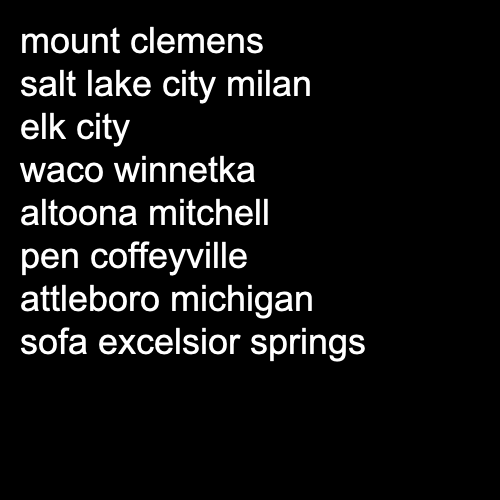 mount clemens
salt lake city milan
elk city
waco winnetka
altoona mitchell
pen coffeyville
attleboro michigan
sofa excelsior springs